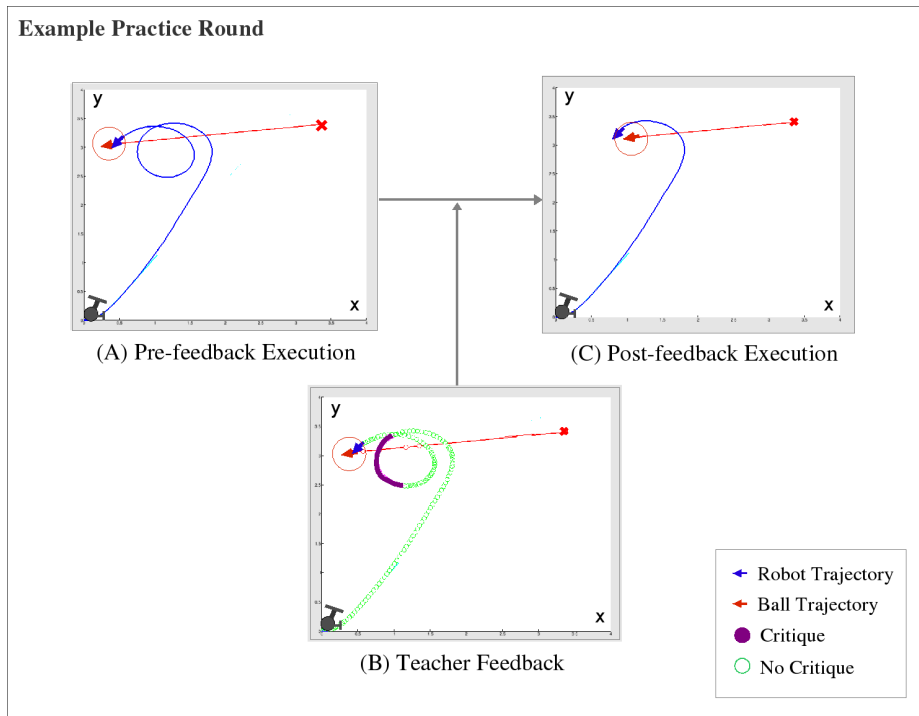 Example Practice Round
y
x
(A) Pre-feedback Execution
y
x
(C) Post-feedback Execution
y
x
(B) Teacher Feedback
Robot Trajectory
Ball Trajectory
Critique
No Critique